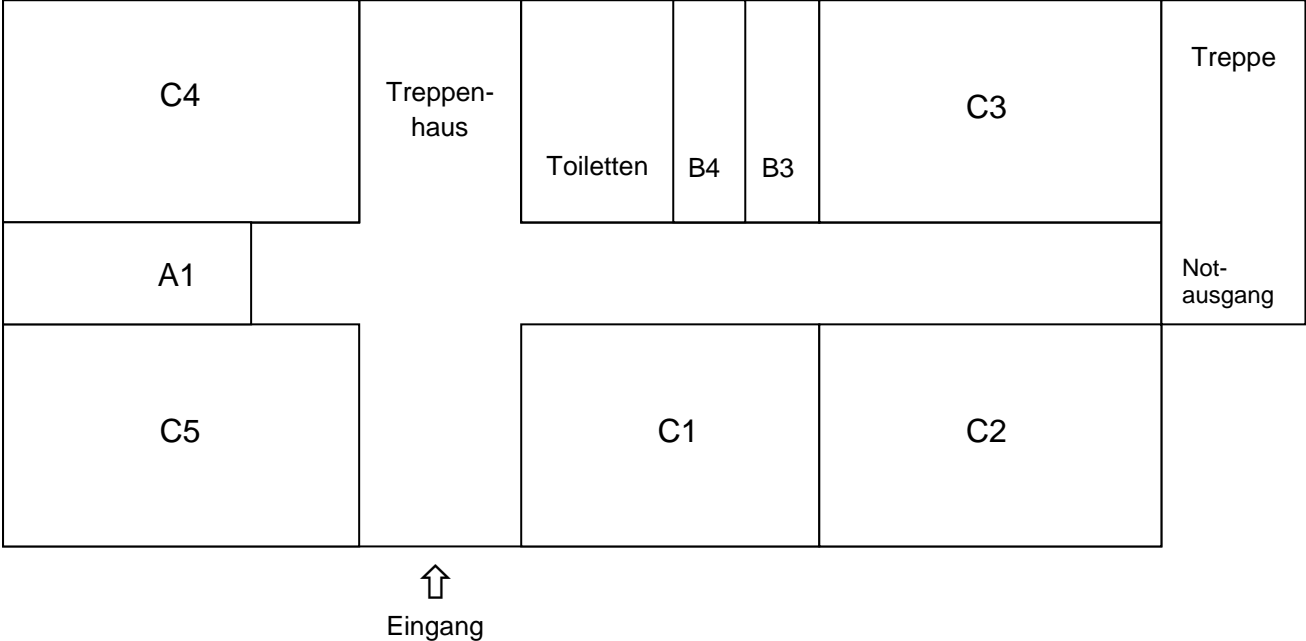 C4
Treppen-
haus
Toiletten
B4
B3
C3
Treppe
A1
Not-
ausgang
C5
C1
C2
Eingang